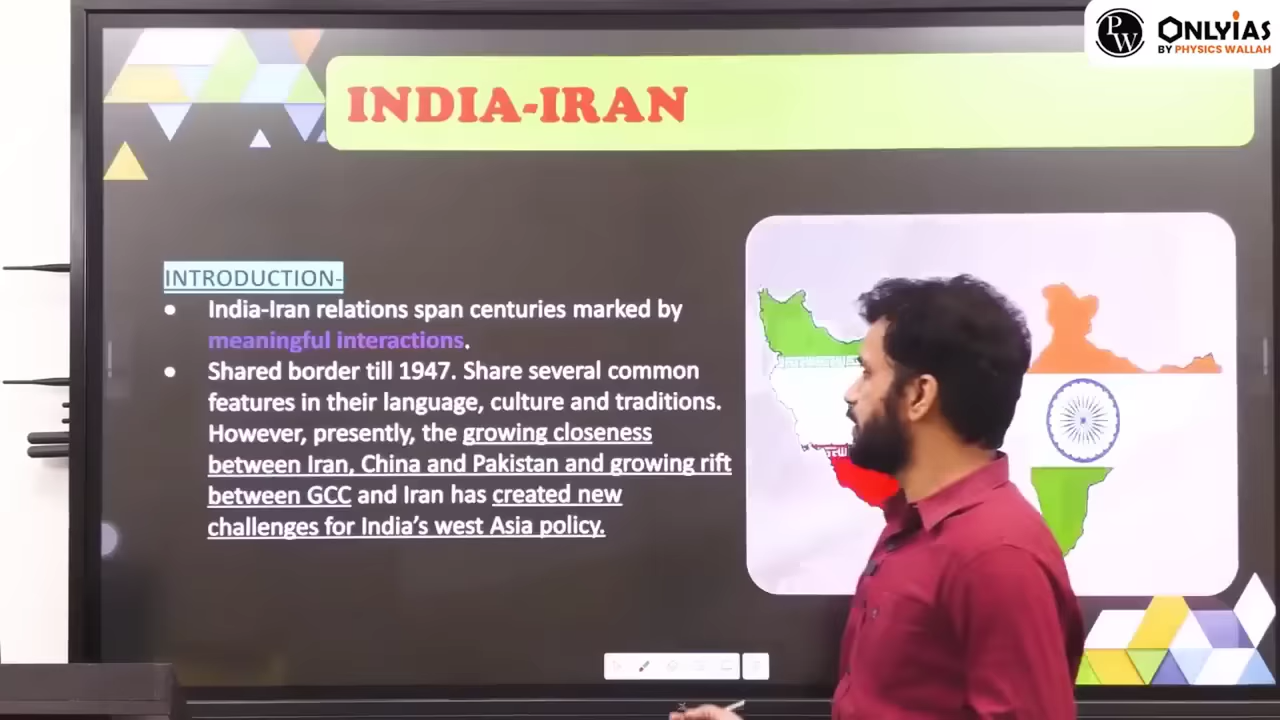 PW
ONLYIAS
BY PHYSICS WALLAH
INDIA-IRAN
INTRODUCTION-
India-Iran relations span centuries marked by
meaningful interactions.
Shared border till 1947. Share several common
features in their language, culture and traditions.
However, presently, the growing closeness
between Iran, China and Pakistan and growing rift
between GCC and Iran has created new
challenges for India's west Asia policy.